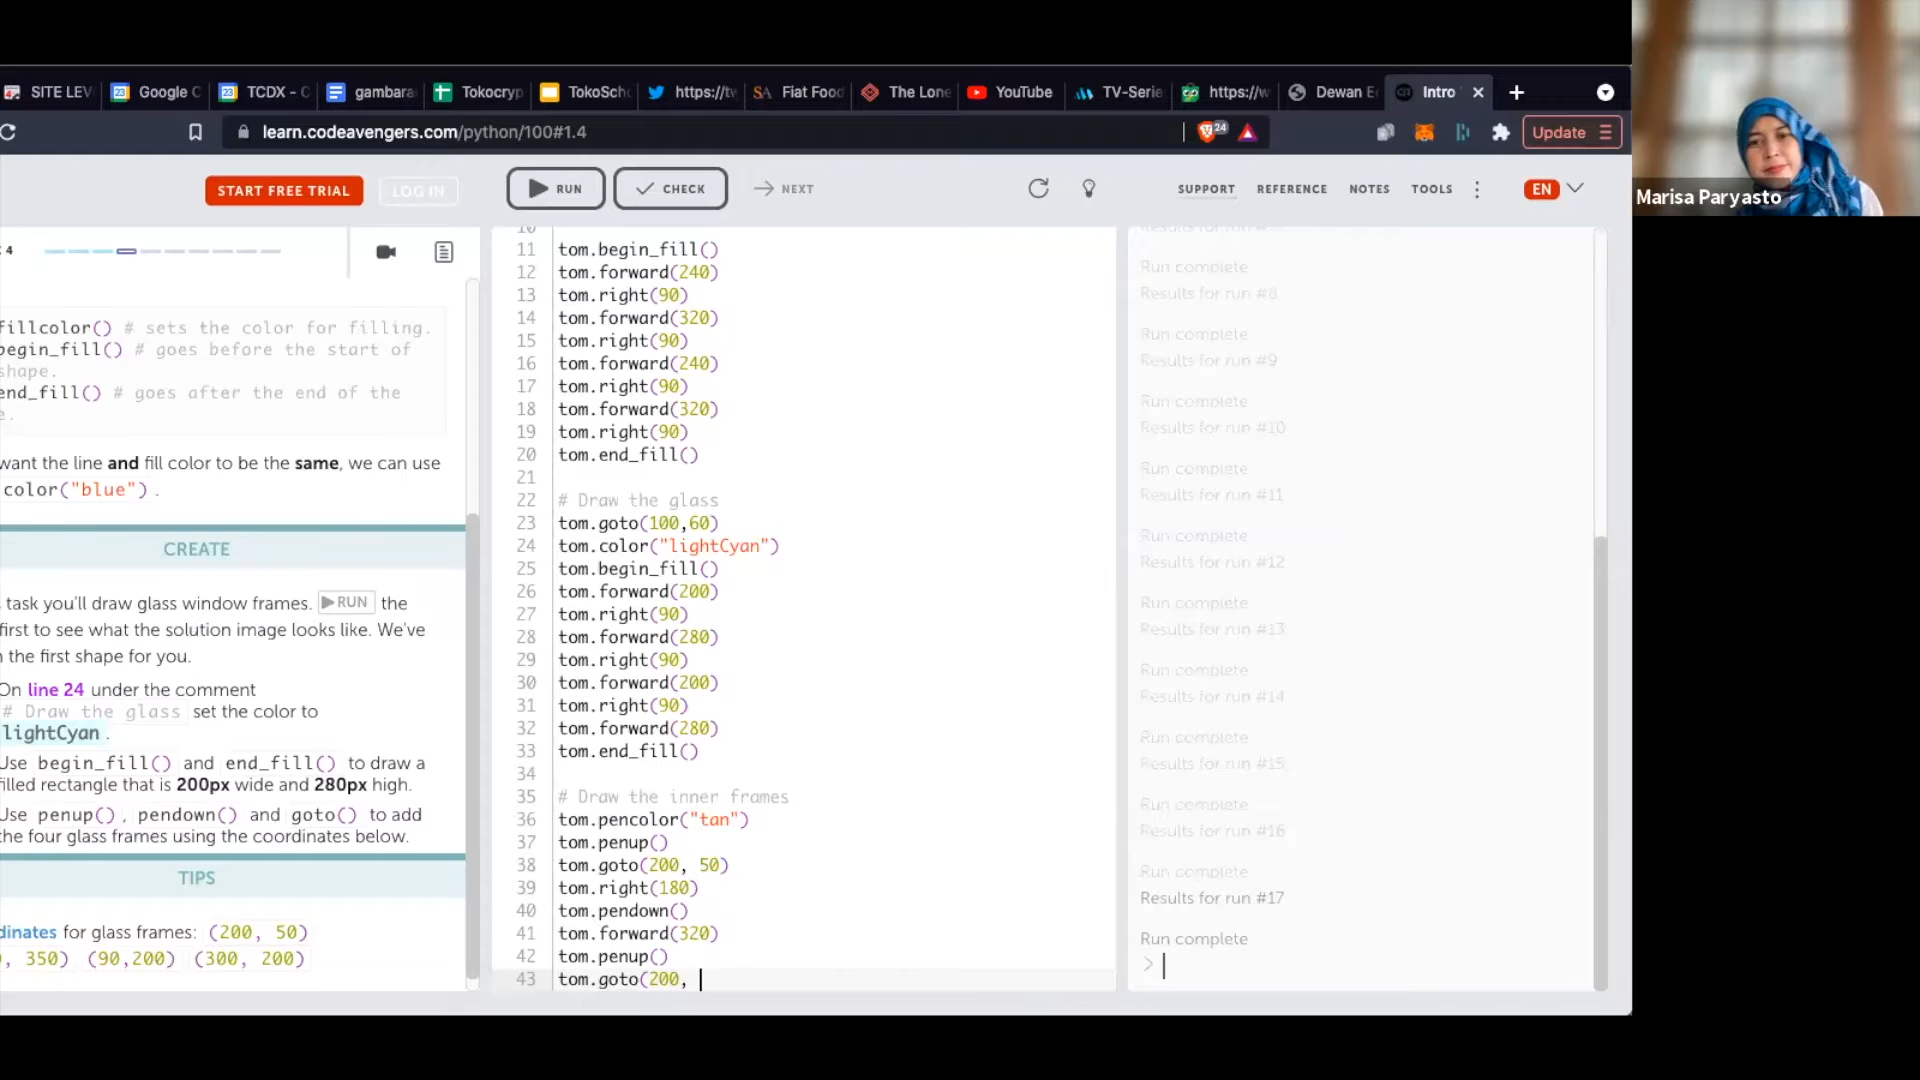 SITE LEV
Google C
TCDX - C
gambara
Tokocryp
TokoSch
https://tw
Fiat Food
The Lone
YouTube
TV-Serie
https://w
Dewan E
Intro
learn.codeavengers.com/python/100#1.4
24
Update
Marisa Paryasto
START FREE TRIAL
LOG IN
RUN
CHECK
NEXT
SUPPORT
REFERENCE
NOTES
TOOLS
EN
4
fillcolor() # sets the color for filling.
begin_fill() # goes before the start of
shape.
end_fill() # goes after the end of the
e.
want the line and fill color to be the same, we can use
color("blue") .
CREATE
task you'll draw glass window frames. RUN the
first to see what the solution image looks like. We've
the first shape for you.
On line 24 under the comment
# Draw the glass set the color to
lightCyan .
Use begin_fill() and end_fill() to draw a
filled rectangle that is 200px wide and 280px high.
Use penup(), pendown() and goto() to add
the four glass frames using the coordinates below.
TIPS
dinates for glass frames: (200, 50)
, 350) (90,200) (300, 200)
10
11 tom.begin_fill()
12 tom.forward(240)
13 tom.right(90)
14 tom.forward(320)
15 tom.right(90)
16 tom.forward(240)
17 tom.right(90)
18 tom.forward(320)
19 tom.right(90)
20 tom.end_fill()
21
22 # Draw the glass
23 tom.goto(100,60)
24 tom.color("lightCyan")
25 tom.begin_fill()
26 tom.forward(200)
27 tom.right(90)
28 tom.forward(280)
29 tom.right(90)
30 tom.forward(200)
31 tom.right(90)
32 tom.forward(280)
33 tom.end_fill()
34
35 # Draw the inner frames
36 tom.pencolor("tan")
37 tom.penup()
38 tom.goto(200, 50)
39 tom.right(180)
40 tom.pendown()
41 tom.forward(320)
42 tom.penup()
43 tom.goto(200,
Run complete
Results for run #8
Run complete
Results for run #9
Run complete
Results for run #10
Run complete
Results for run #11
Run complete
Results for run #12
Run complete
Results for run #13
Run complete
Results for run #14
Run complete
Results for run #15
Run complete
Results for run #16
Run complete
Results for run #17
Run complete
>